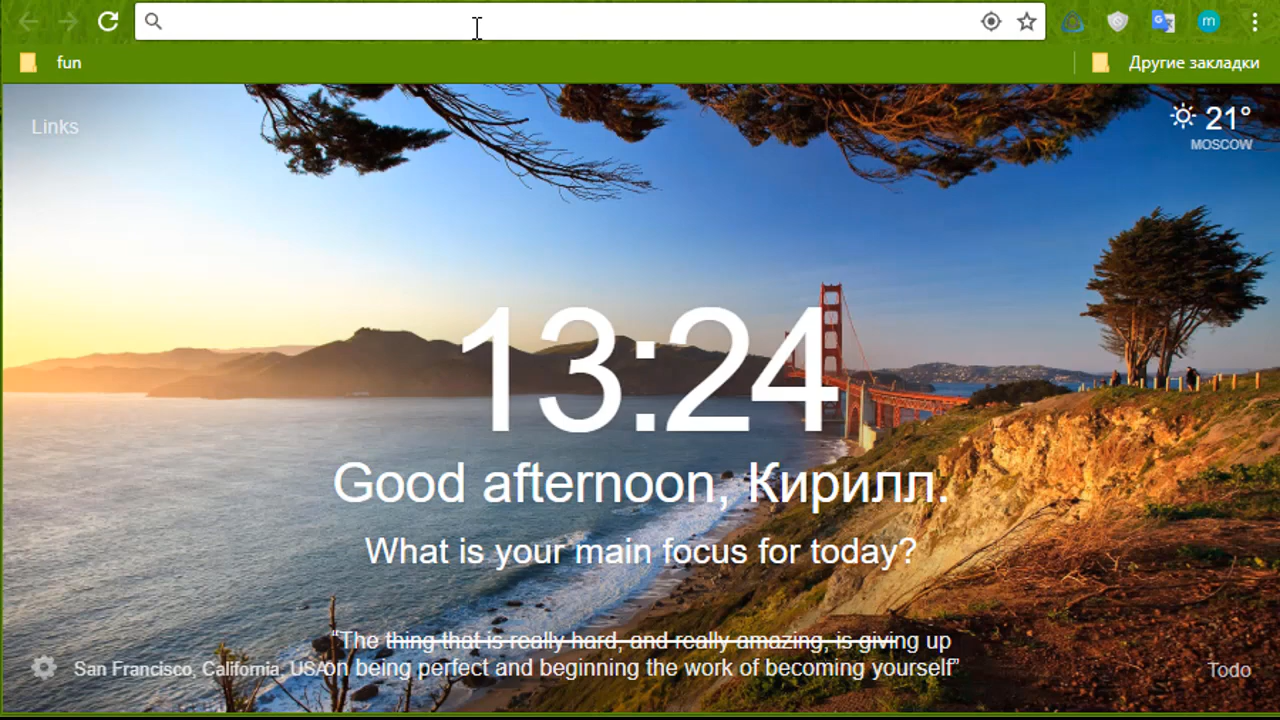 m
fun
Другие закладки
Links
21°
MOSCOW
13:24
Good afternoon, Кирилл.
What is your main focus for today?
“The thing that is really hard, and really amazing, is giving up
on being perfect and beginning the work of becoming yourself”
San Francisco, California, USA
Todo